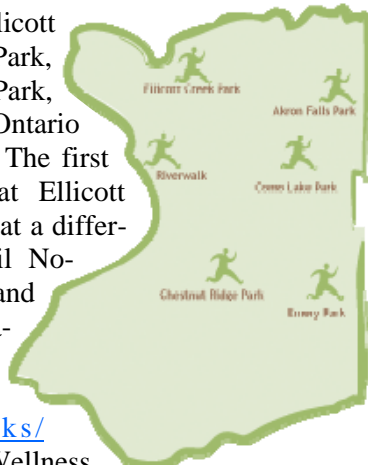 licott
Park,
Park,
Ontario
The first
at Ellicott
at a differ-
il No-
and
a-
ks/
Wellness
Ellicott Creek Park
Akron Falls Park
Riverwalk
Como Lake Park
Chestnut Ridge Park
Emery Park